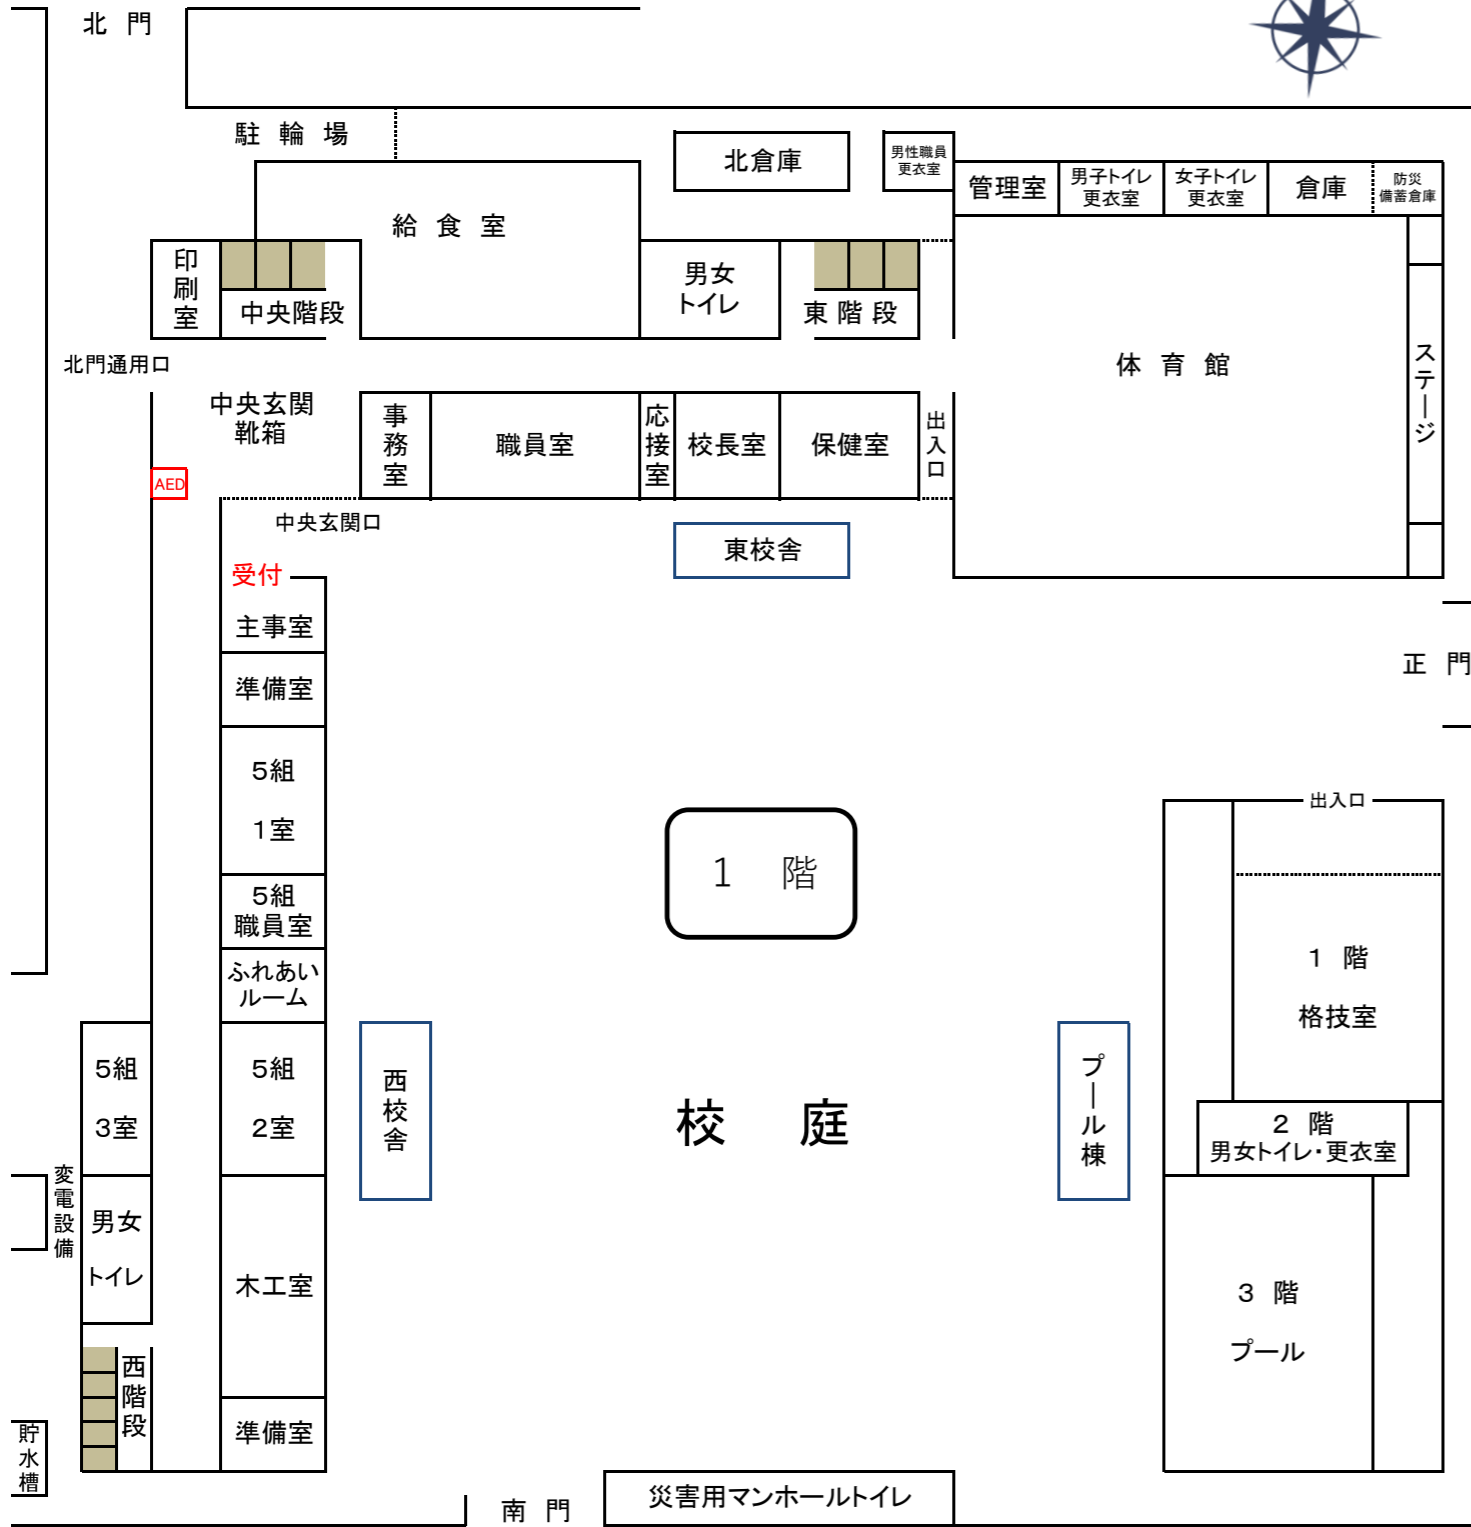 北 門
駐 輪 場
北倉庫
男性職員
更衣室
管理室
男子トイレ
更衣室
女子トイレ
更衣室
倉庫
防災
備蓄倉庫
給 食 室
印刷室
中央階段
男女
トイレ
東 階 段
体 育 館
ステージ
北門通用口
中央玄関
靴箱
事務室
職員室
応接室
校長室
保健室
出入口
AED
中央玄関口
東校舎
受付
主事室
正 門
準備室
5組
1室
出入口
1 階
5組
職員室
ふれあい
ルーム
1 階
格技室
5組
3室
5組
2室
西校舎
校 庭
プール棟
2 階
男女トイレ・更衣室
変電設備
男女
トイレ
木工室
3 階
プール
西階段
準備室
貯水槽
南 門
災害用マンホールトイレ